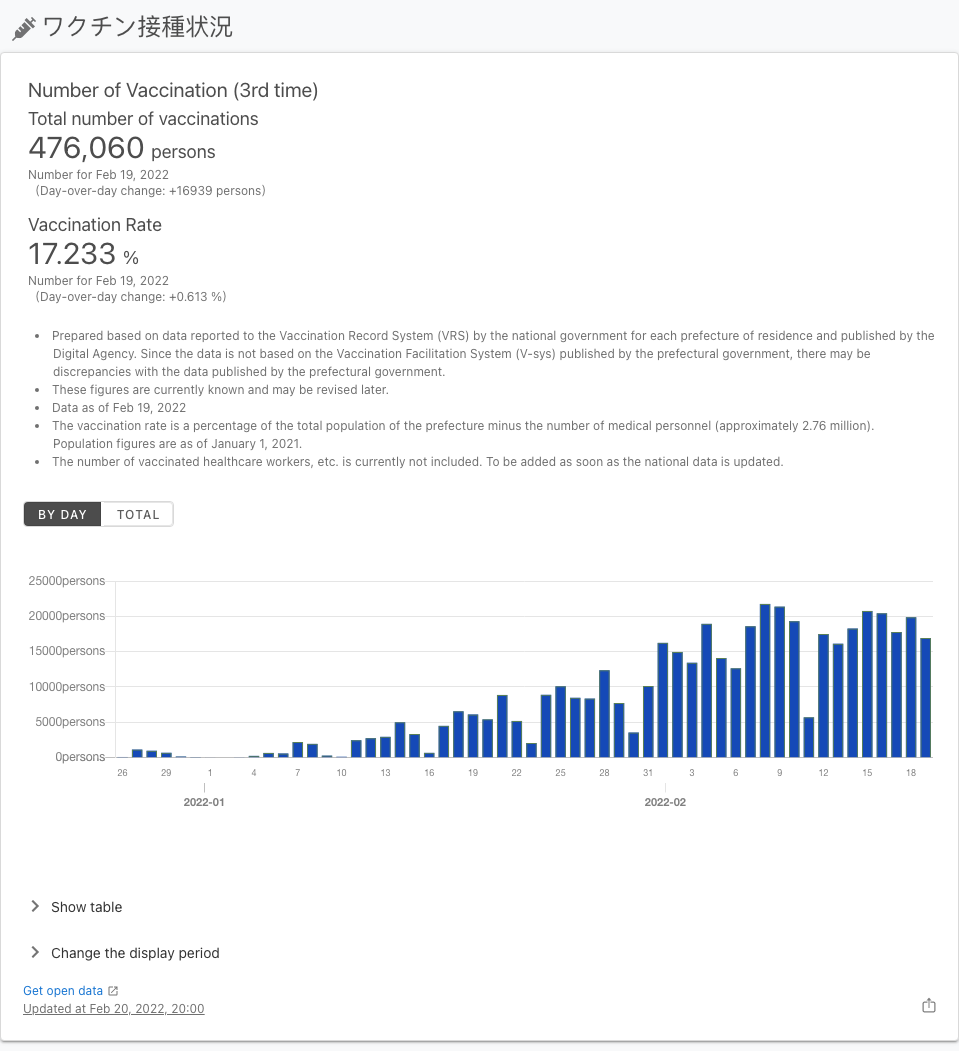 ワクチン接種状況
Number of Vaccination (3rd time)
Total number of vaccinations
476,060 persons
Number for Feb 19, 2022
(Day-over-day change: +16939 persons)
Vaccination Rate
17.233 %
Number for Feb 19, 2022
(Day-over-day change: +0.613 %)
• Prepared based on data reported to the Vaccination Record System (VRS) by the national government for each prefecture of residence and published by the
Digital Agency. Since the data is not based on the Vaccination Facilitation System (V-sys) published by the prefectural government, there may be
discrepancies with the data published by the prefectural government.
• These figures are currently known and may be revised later.
• Data as of Feb 19, 2022
• The vaccination rate is a percentage of the total population of the prefecture minus the number of medical personnel (approximately 2.76 million).
Population figures are as of January 1, 2021.
• The number of vaccinated healthcare workers, etc. is currently not included. To be added as soon as the national data is updated.
BY DAY TOTAL
25000persons
20000persons
15000persons
10000persons
5000persons
0persons
26 29 1 4 7 10 13 16 19 22 25 28 31 3 6 9 12 15 18
2022-01 2022-02
Show table
Change the display period
Get open data
Updated at Feb 20, 2022, 20:00